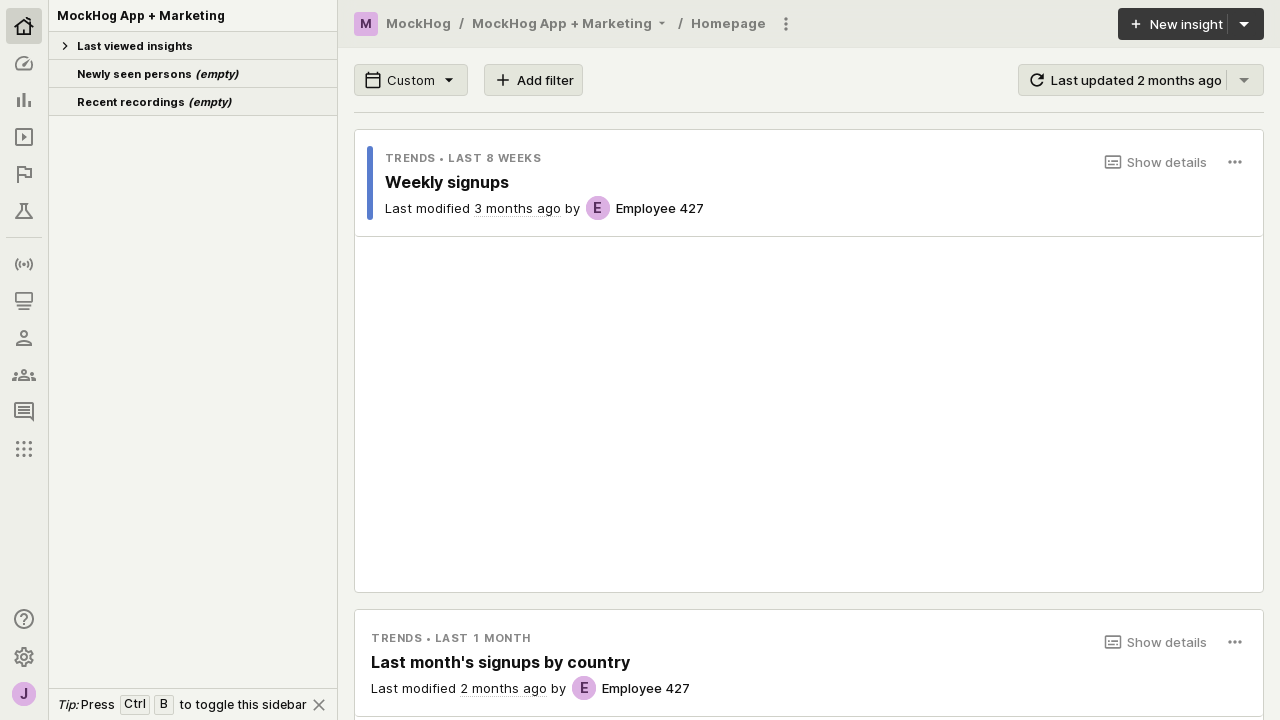 MockHog App + Marketing
Last viewed insights
Newly seen persons (empty)
Recent recordings (empty)
J
Tip: Press Ctrl B to toggle this sidebar
M MockHog / MockHog App + Marketing / Homepage
New insight
Custom
Add filter
Last updated 2 months ago
TRENDS • LAST 8 WEEKS
Show details
Weekly signups
Last modified 3 months ago by E Employee 427
TRENDS • LAST 1 MONTH
Show details
Last month's signups by country
Last modified 2 months ago by E Employee 427